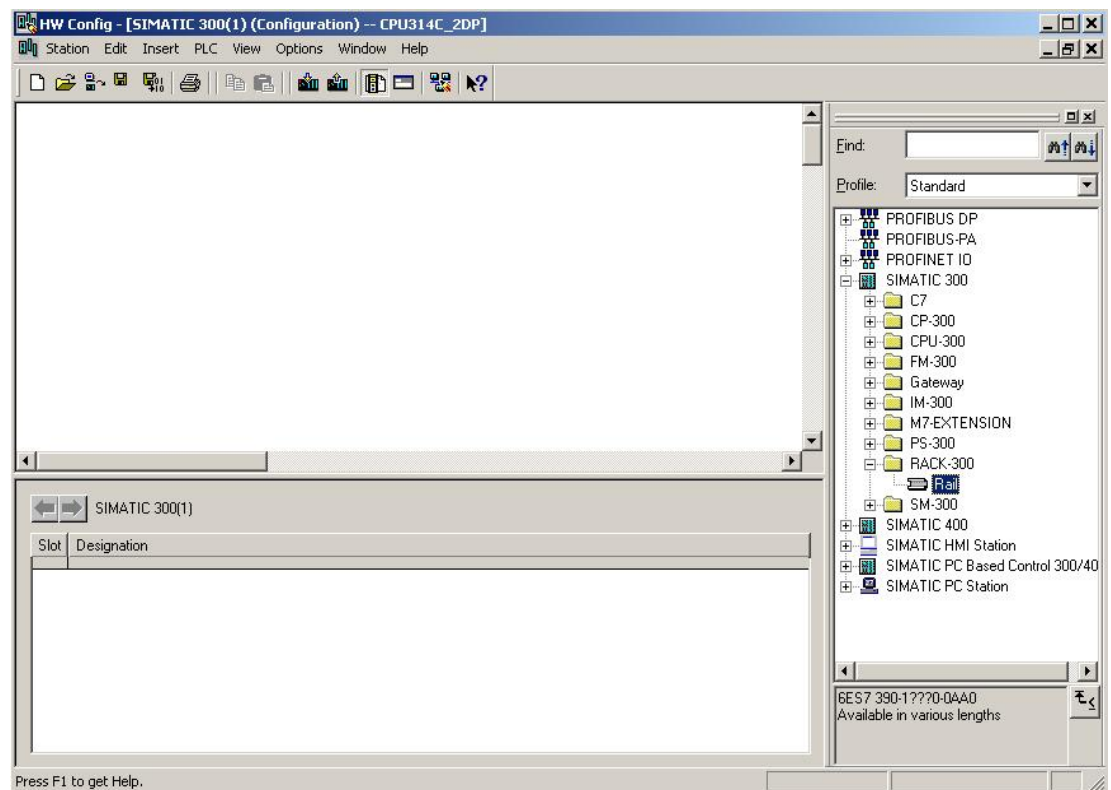 HW Config - [SIMATIC 300(1) (Configuration) -- CPU314C_2DP]
Station Edit Insert PLC View Options Window Help
Find:
Profile: Standard
PROFIBUS DP
PROFIBUS-PA
PROFINET IO
SIMATIC 300
C7
CP-300
CPU-300
FM-300
Gateway
IM-300
M7-EXTENSION
PS-300
RACK-300
Rail
SM-300
SIMATIC 400
SIMATIC HMI Station
SIMATIC PC Based Control 300/40
SIMATIC PC Station
6ES7 390-1???0-0AA0
Available in various lengths
SIMATIC 300(1)
Slot Designation
Press F1 to get Help.